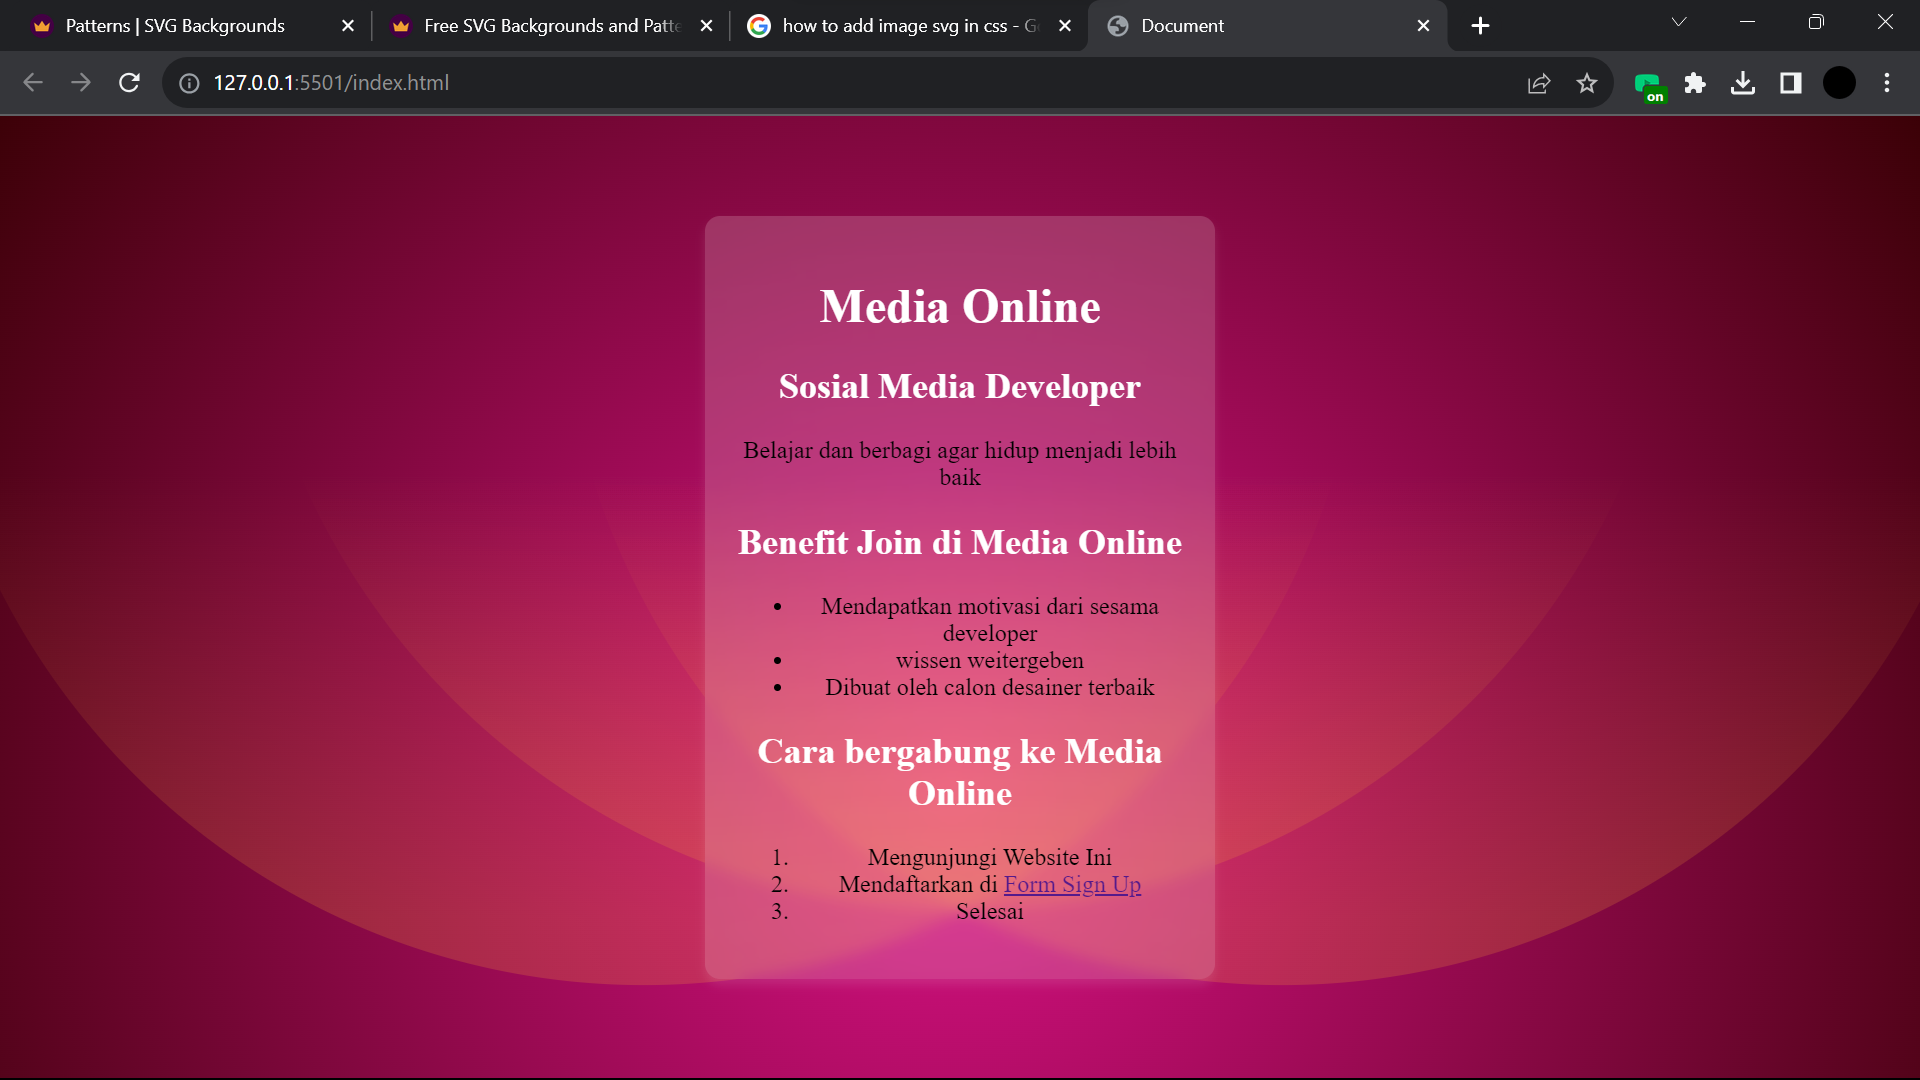 Patterns | SVG Backgrounds
Free SVG Backgrounds and Patte
how to add image svg in css - G
Document
127.0.0.1:5501/index.html
on
Media Online
Sosial Media Developer
Belajar dan berbagi agar hidup menjadi lebih
baik
Benefit Join di Media Online
• Mendapatkan motivasi dari sesama
developer
• wissen weitergeben
• Dibuat oleh calon desainer terbaik
Cara bergabung ke Media
Online
1. Mengunjungi Website Ini
2. Mendaftarkan di Form Sign Up
3. Selesai